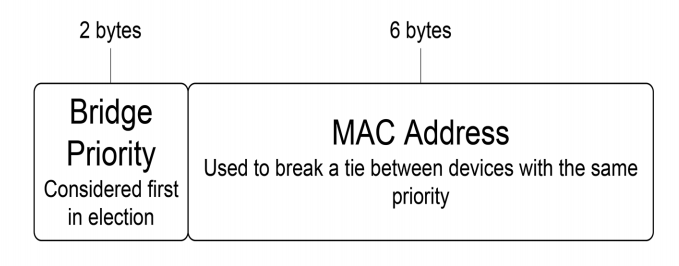 2 bytes
6 bytes
Bridge
Priority
Considered first
in election
MAC Address
Used to break a tie between devices with the same
priority